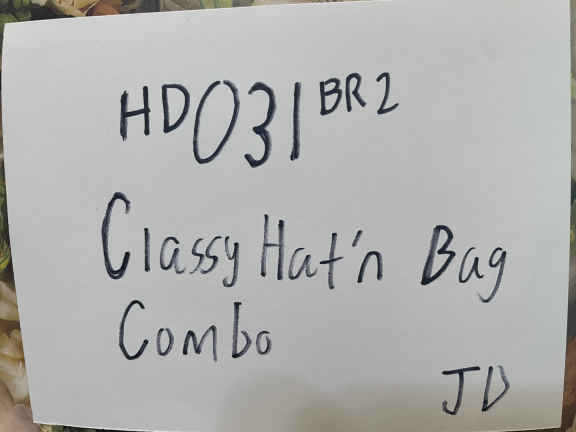 HD031BR2
Classy Hat'n Bag
Combo
JD